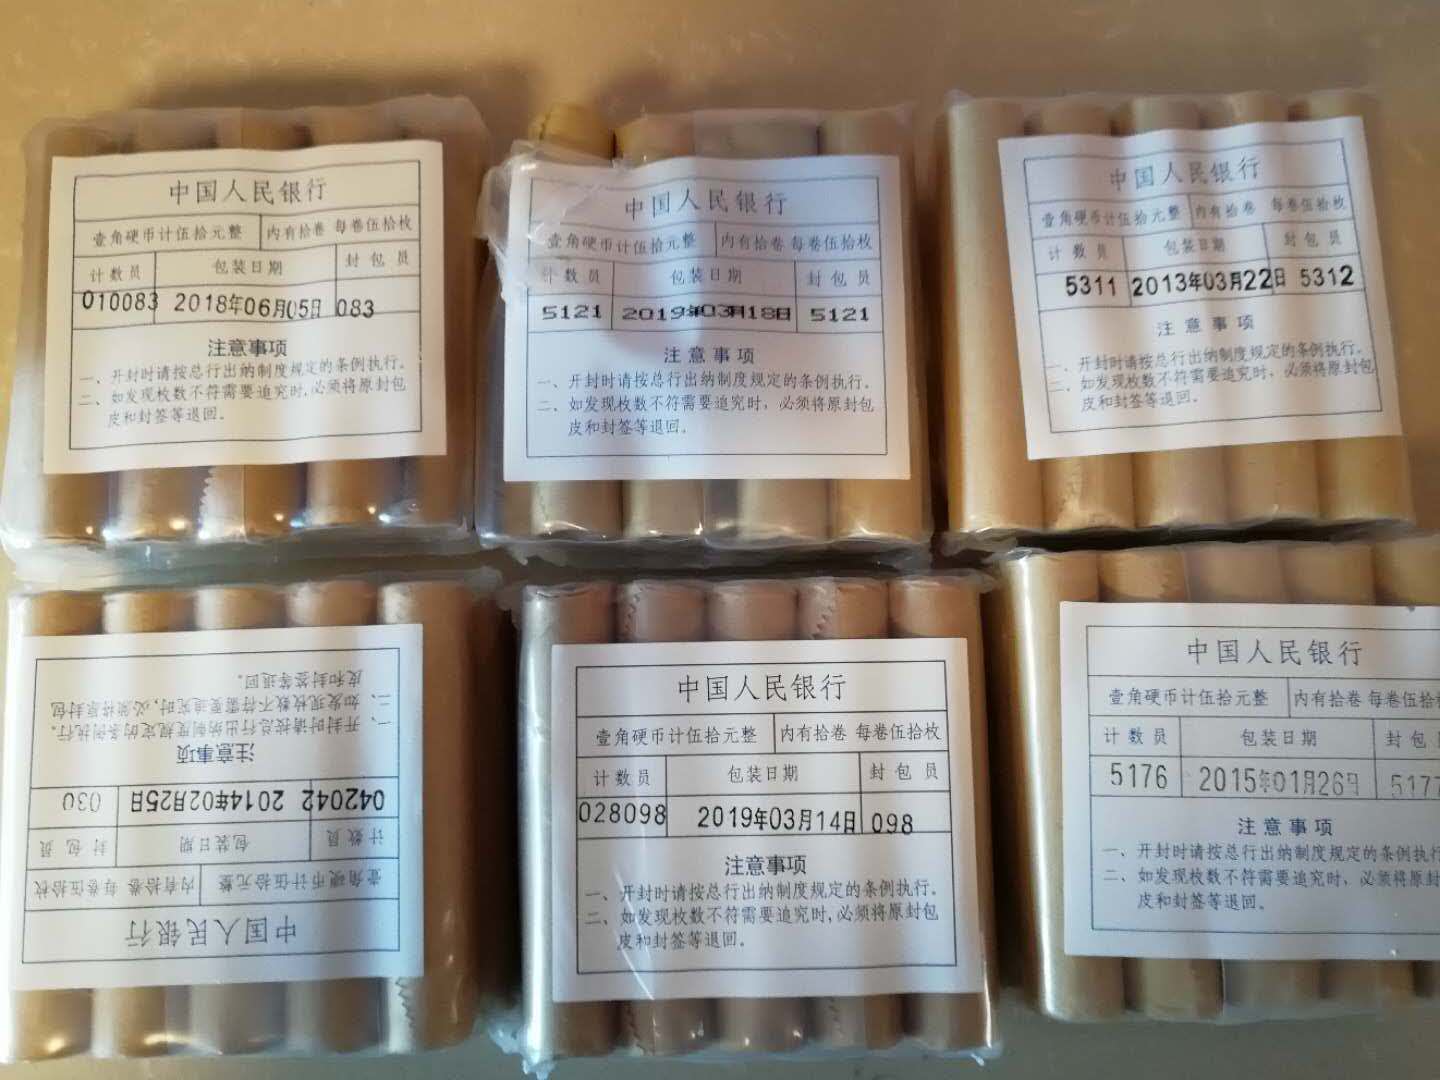 中国人民银行
壹角硬币计伍拾元整 内有拾卷 每卷伍拾枚
计数员 包装日期 封包员
010083 2018年06月05日 083
注意事项
一、开封时请按总行出纳制度规定的条例执行。
二、如发现枚数不符需要追究时,必须将原封包
皮和封签等退回。
中国人民银行
壹角硬币计伍拾元整 内有拾卷 每卷伍拾枚
计数员 包装日期 封包员
5121 2019年03月18日 5121
注意事项
一、开封时请按总行出纳制度规定的条例执行。
二、如发现枚数不符需要追究时，必须将原封包
皮和封签等退回。
中国人民银行
壹角硬币计伍拾元整 内有拾卷 每卷伍拾枚
计数员 包装日期 封包员
5311 2013年03月22日 5312
注意事项
一、开封时请按总行出纳制度规定的条例执行。
二、如发现枚数不符需要追究时，必须将原封包
皮和封签等退回。
中国人民银行
壹角硬币计伍拾元整 内有拾卷 每卷伍拾枚
计数员 包装日期 封包员
042042 2014年02月25日 030
注意事项
一、开封时请按总行出纳制度规定的条例执行。
二、如发现枚数不符需要追究时,必须将原封包
皮和封签等退回。
中国人民银行
壹角硬币计伍拾元整 内有拾卷 每卷伍拾枚
计数员 包装日期 封包员
028098 2019年03月14日 098
注意事项
一、开封时请按总行出纳制度规定的条例执行。
二、如发现枚数不符需要追究时,必须将原封包
皮和封签等退回。
中国人民银行
壹角硬币计伍拾元整 内有拾卷 每卷伍拾
计数员 包装日期 封包
5176 2015年01月26日 5177
注意事项
一、开封时请按总行出纳制度规定的条例执行
二、如发现枚数不符需要追究时，必须将原封
皮和封签等退回。